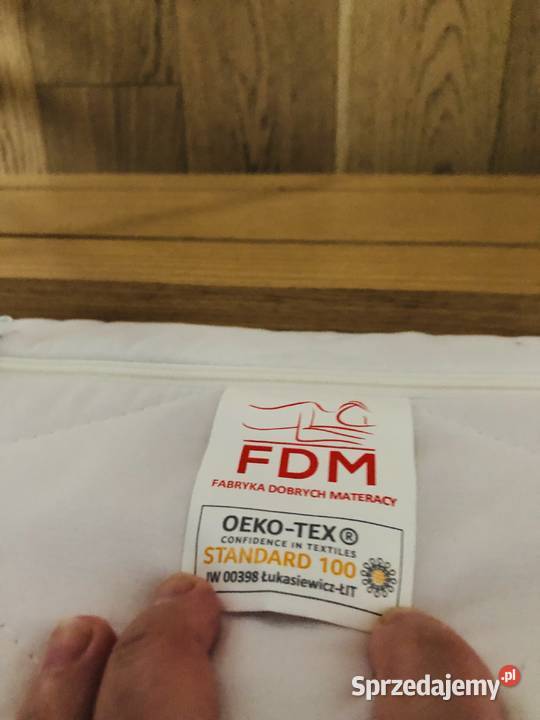 FDM
FABRYKA DOBRYCH MATERACY
OEKO-TEX®
CONFIDENCE IN TEXTILES
STANDARD 100
IW 00398 Łukasiewicz-ŁIT
Sprzedajemy.pl